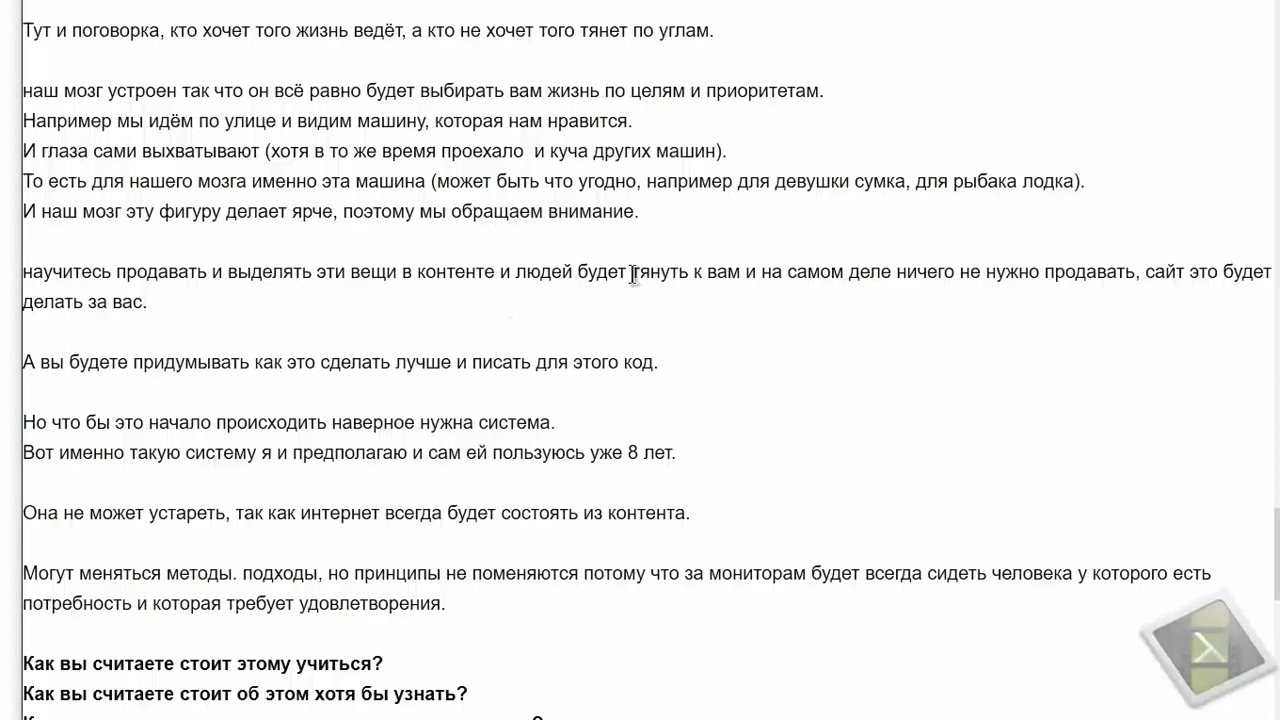 Тут и поговорка, кто хочет того жизнь ведёт, а кто не хочет того тянет по углам.
наш мозг устроен так что он всё равно будет выбирать вам жизнь по целям и приоритетам.
Например мы идём по улице и видим машину, которая нам нравится.
И глаза сами выхватывают (хотя в то же время проехало  и куча других машин).
То есть для нашего мозга именно эта машина (может быть что угодно, например для девушки сумка, для рыбака лодка).
И наш мозг эту фигуру делает ярче, поэтому мы обращаем внимание.
научитесь продавать и выделять эти вещи в контенте и людей будет тянуть к вам и на самом деле ничего не нужно продавать, сайт это будет
делать за вас.
А вы будете придумывать как это сделать лучше и писать для этого код.
Но что бы это начало происходить наверное нужна система.
Вот именно такую систему я и предполагаю и сам ей пользуюсь уже 8 лет.
Она не может устареть, так как интернет всегда будет состоять из контента.
Могут меняться методы. подходы, но принципы не поменяются потому что за мониторам будет всегда сидеть человека у которого есть
потребность и которая требует удовлетворения.
Как вы считаете стоит этому учиться?
Как вы считаете стоит об этом хотя бы узнать?